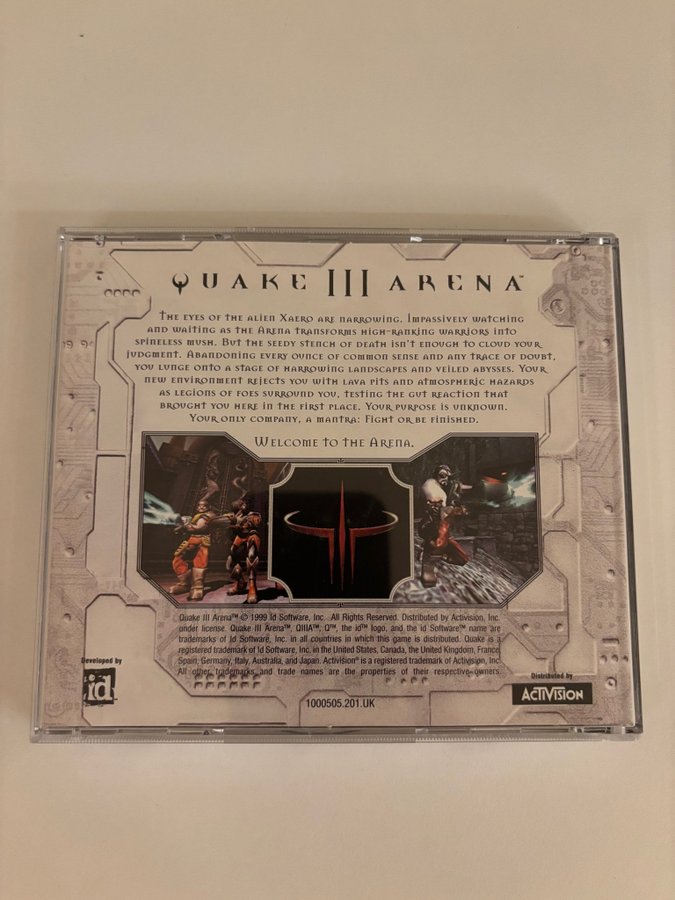 QUAKE III ARENA™
The eyes of the alien Xaero are narrowing. Impassively watching
and waiting as the Arena transforms high-ranking warriors into
spineless mush. But the seedy stench of death isn't enough to cloud your
judgment. Abandoning every ounce of common sense and any trace of doubt,
you lunge onto a stage of harrowing landscapes and veiled abysses. Your
new environment rejects you with lava pits and atmospheric hazards
as legions of foes surround you, testing the gut reaction that
brought you here in the first place. Your purpose is unknown.
Your only company, a mantra: Fight or be finished.
Welcome to the Arena.
Quake III Arena™ © 1999 Id Software, Inc. All Rights Reserved. Distributed by Activision, Inc.
under license. Quake III Arena™, QIIIA™, Q™, the id™ logo, and the id Software™ name are
trademarks of Id Software, Inc. in all countries in which this game is distributed. Quake is a
registered trademark of Id Software, Inc. in the United States, Canada, the United Kingdom, France,
Spain, Germany, Italy, Australia, and Japan. Activision® is a registered trademark of Activision, Inc.
All other trademarks and trade names are the properties of their respective owners.
Developed by
id
Distributed by
ACTIVISION
1000505.201.UK